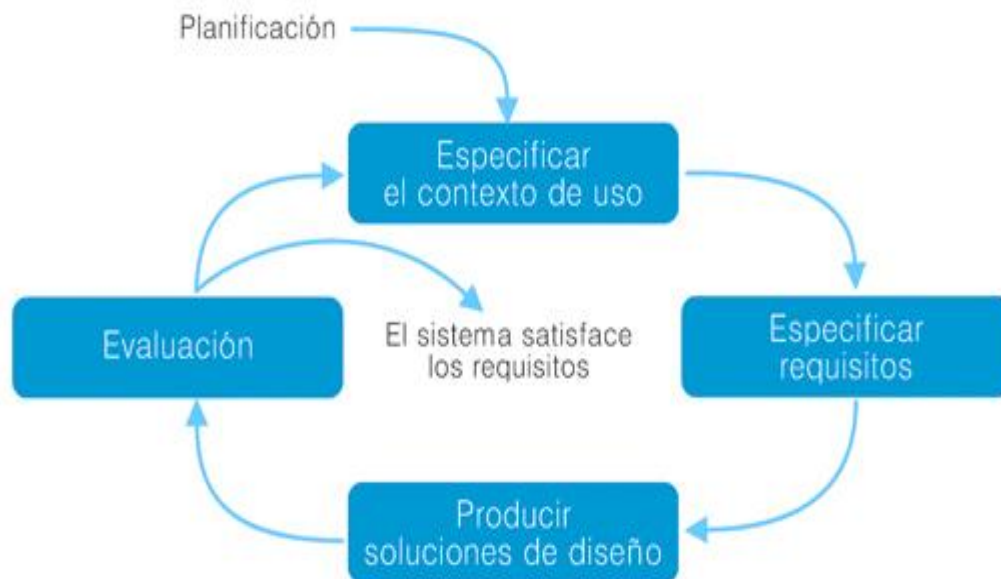 Planificación
Especificar
el contexto de uso
Evaluación
El sistema satisface
los requisitos
Especificar
requisitos
Producir
soluciones de diseño